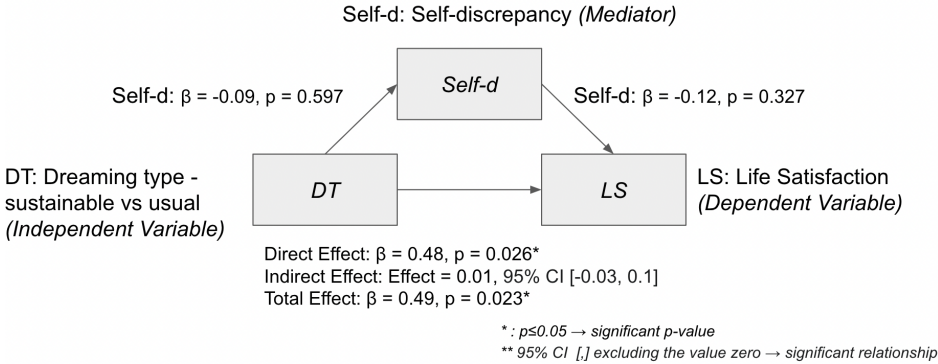 Self-d: Self-discrepancy (Mediator)
Self-d
Self-d: β = -0.09, p = 0.597
Self-d: β = -0.12, p = 0.327
DT: Dreaming type -
sustainable vs usual
(Independent Variable)
DT
LS
LS: Life Satisfaction
(Dependent Variable)
Direct Effect: β = 0.48, p = 0.026*
Indirect Effect: Effect = 0.01, 95% CI [-0.03, 0.1]
Total Effect: β = 0.49, p = 0.023*
* : p≤0.05 → significant p-value
** 95% CI [,] excluding the value zero → significant relationship